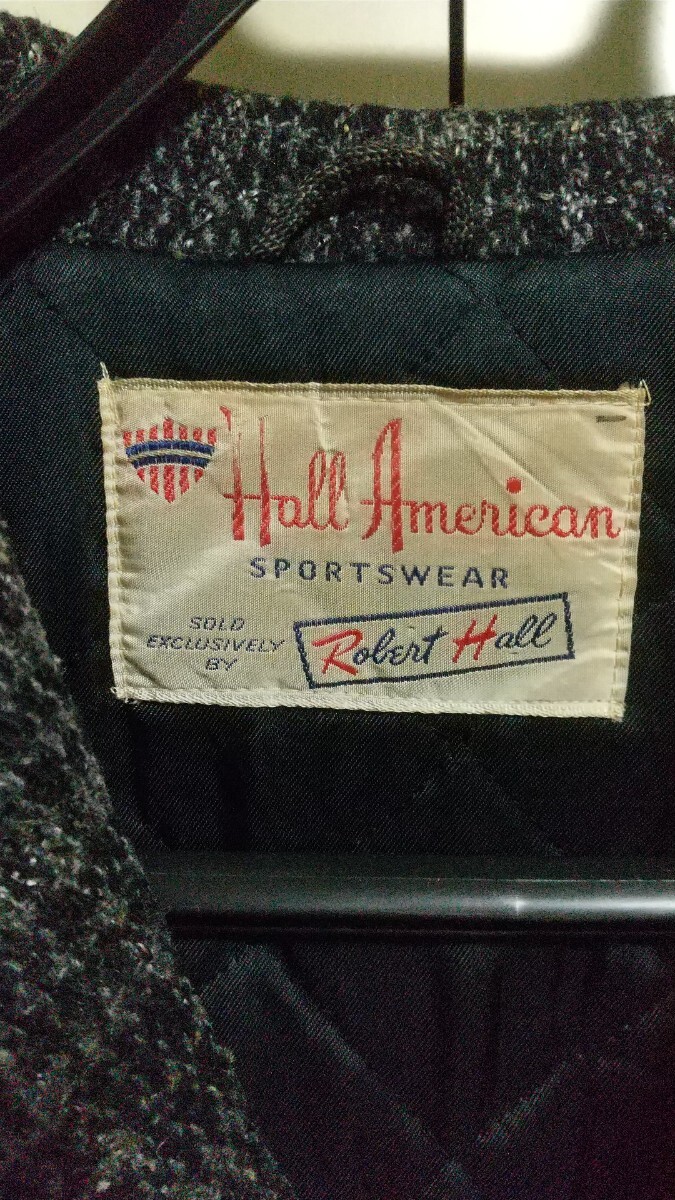 'Hall American
SPORTSWEAR
SOLD
EXCLUSIVELY
BY
Robert Hall